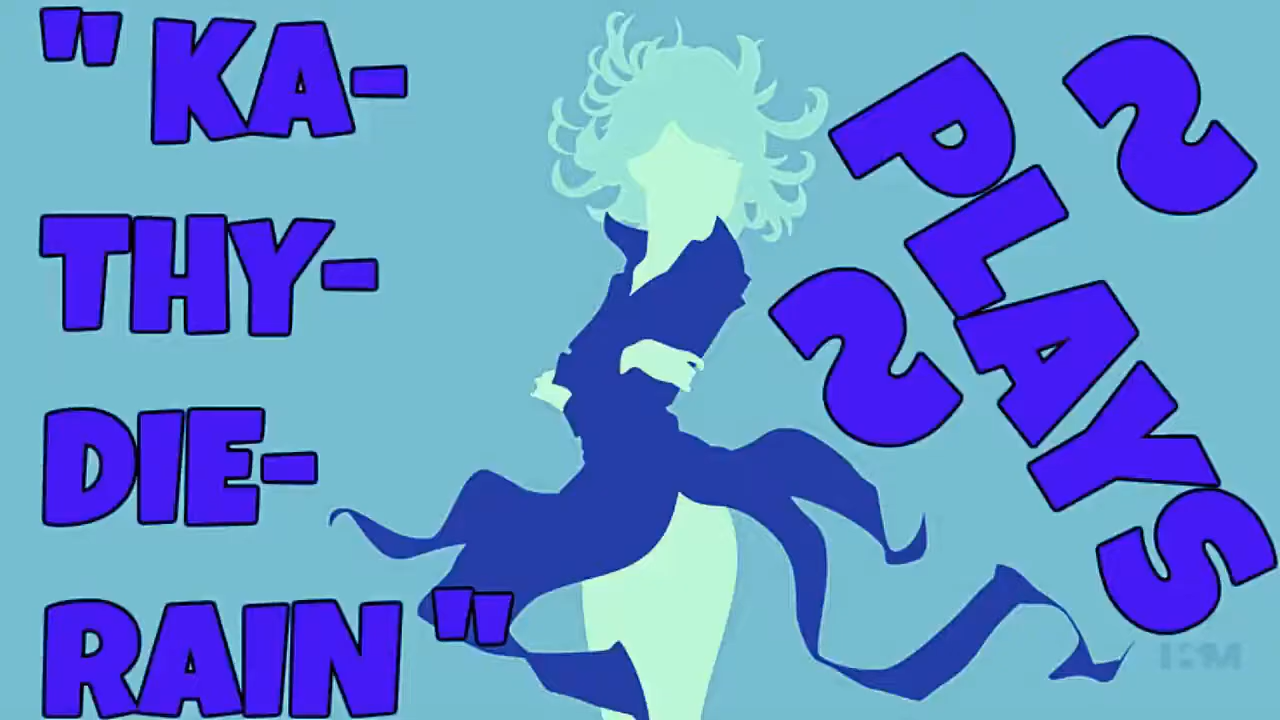 " KA-
THY-
DIE-
RAIN "
~ PLAYS ~